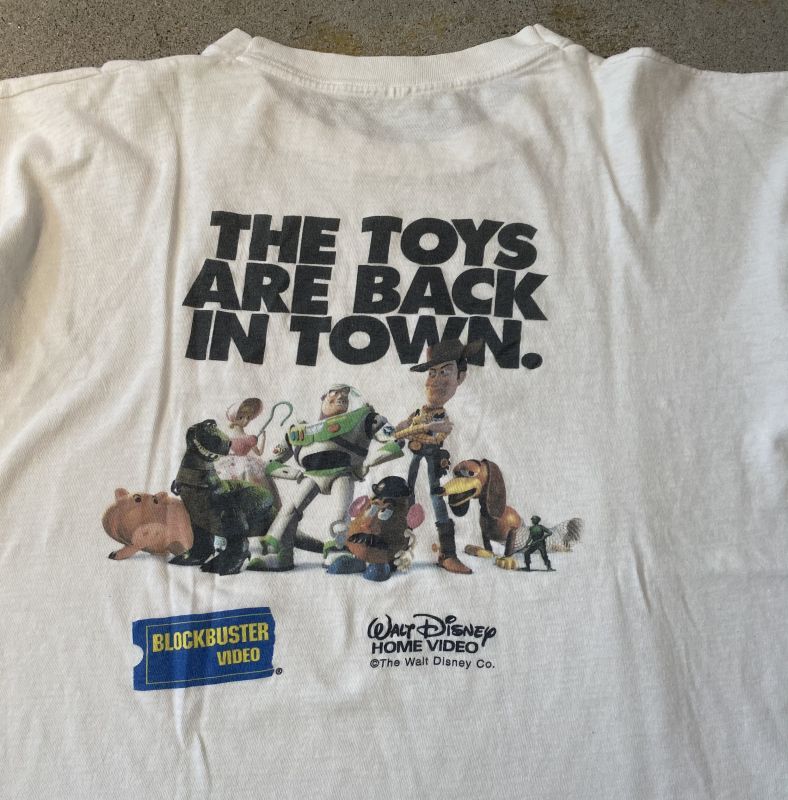 THE TOYS
ARE BACK
IN TOWN.
BLOCKBUSTER
VIDEO
®
Walt Disney
HOME VIDEO
©The Walt Disney Co.